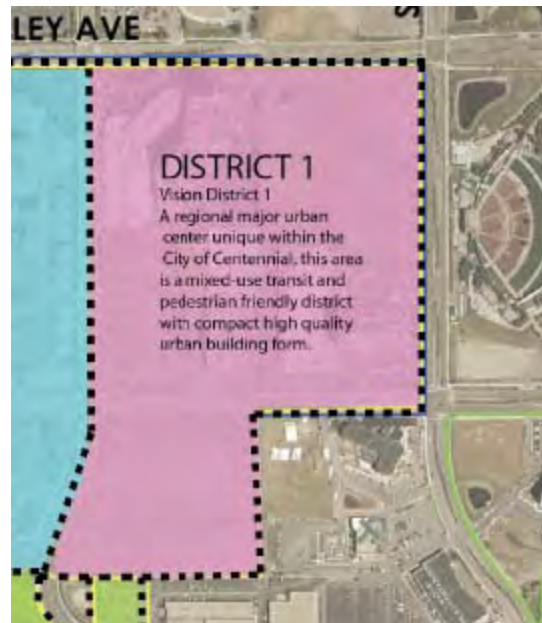 LEY AVE
S
DISTRICT 1
Vision District 1
A regional major urban
center unique within the
City of Centennial, this area
is a mixed-use transit and
pedestrian friendly district
with compact high quality
urban building form.